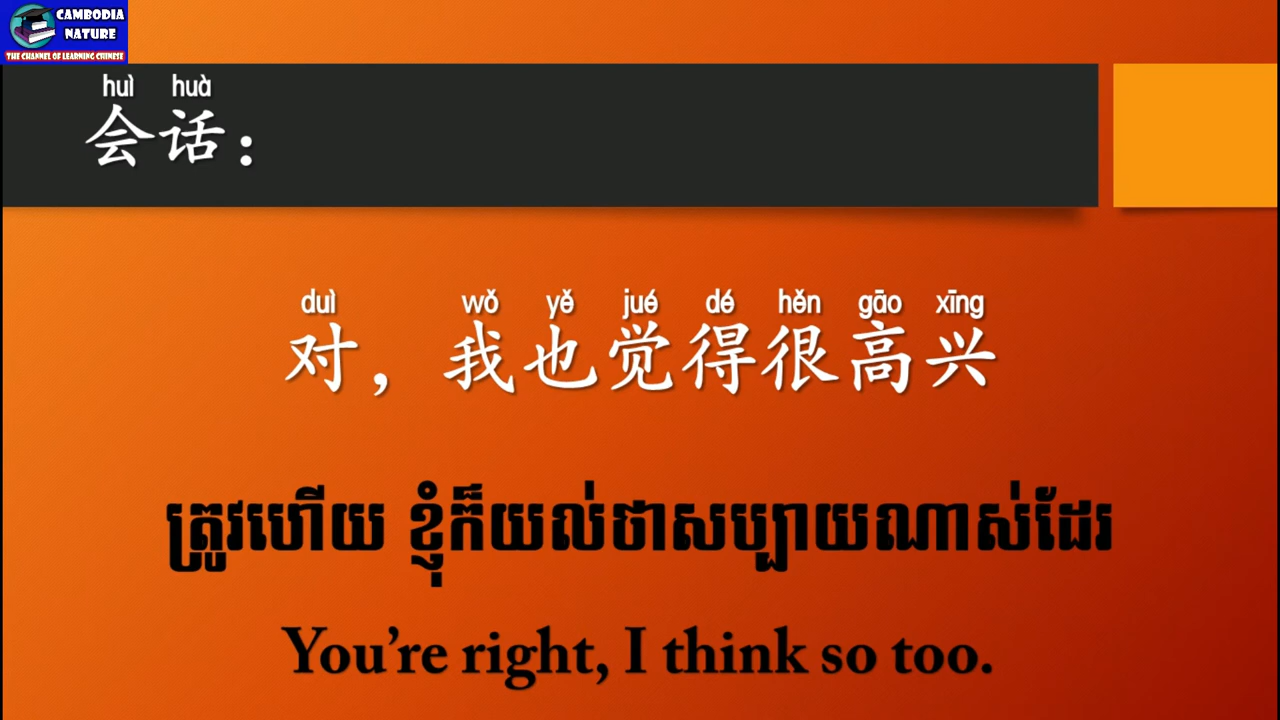 CAMBODIA
NATURE
THE CHANNEL OF LEARNING CHINESE
huì huà
会话：
duì wǒ yě jué dé hěn gāo xīng
对，我也觉得很高兴
ត្រូវហើយ ខ្ញុំក៏យល់ថាសប្បាយណាស់ដែរ
You’re right, I think so too.